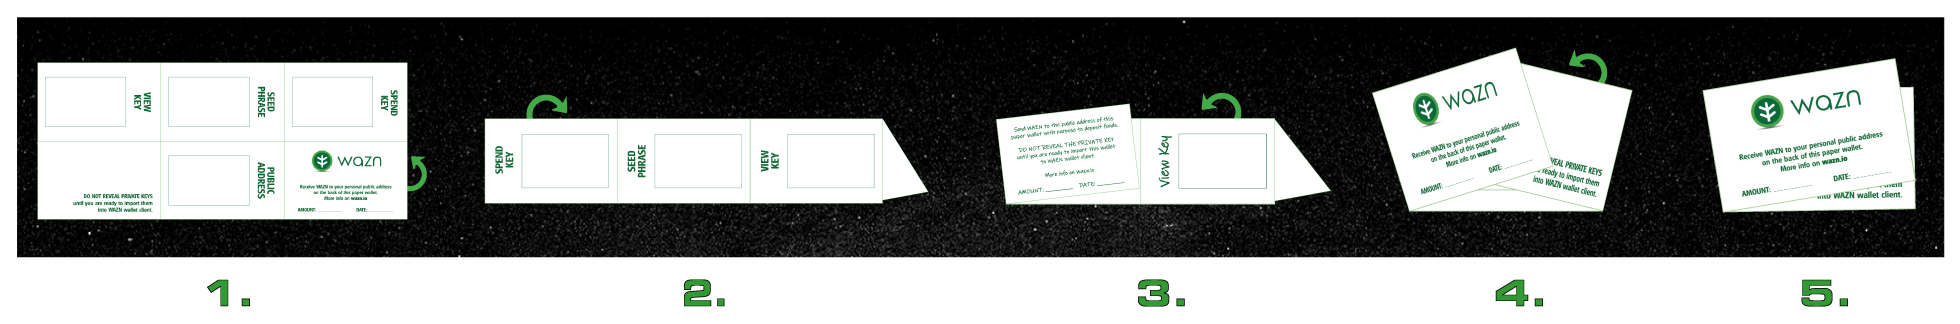 VIEW
KEY
SEED
PHRASE
SPEND
KEY
DO NOT REVEAL PRIVATE KEYS
until you are ready to import them
into WAZN wallet client.
PUBLIC
ADDRESS
wazn
Receive WAZN to your personal public address
on the back of this paper wallet.
More info on wazn.io
AMOUNT: DATE:
SPEND
KEY
SEED
PHRASE
VIEW
KEY
Send WAZN to the public address of this
paper wallet with purpose to deposit funds.
DO NOT REVEAL THE PRIVATE KEY
until you are ready to import this wallet
to WAZN wallet client.
More info on wazn.io
AMOUNT: DATE:
View Key
wazn
Receive WAZN to your personal public address
on the back of this paper wallet.
More info on wazn.io
AMOUNT: DATE:
VEAL PRIVATE KEYS
ready to import them
into WAZN wallet client.
wazn
Receive WAZN to your personal public address
on the back of this paper wallet.
More info on wazn.io
AMOUNT: DATE:
into WAZN wallet client.
1.
2.
3.
4.
5.